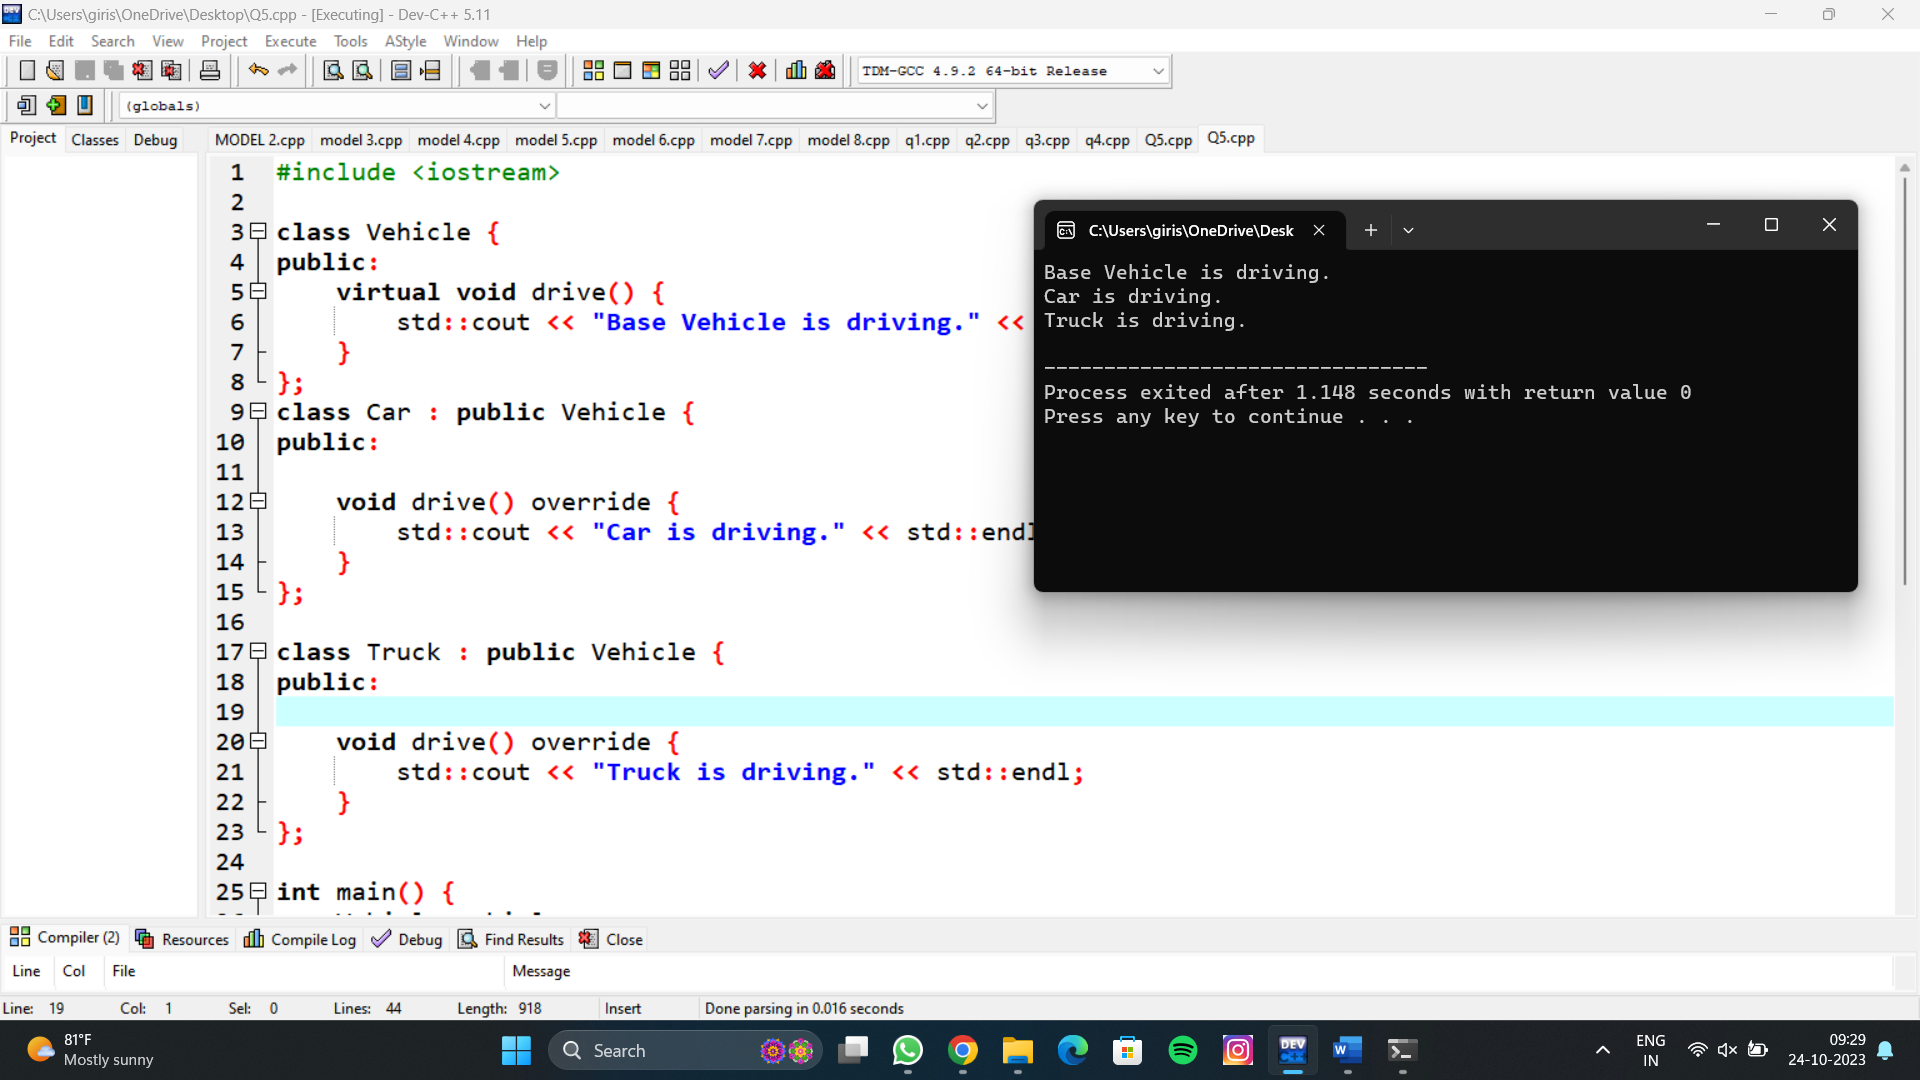 C:\Users\giris\OneDrive\Desktop\Q5.cpp - [Executing] - Dev-C++ 5.11
File Edit Search View Project Execute Tools AStyle Window Help
TDM-GCC 4.9.2 64-bit Release
(globals)
Project Classes Debug
MODEL 2.cpp model 3.cpp model 4.cpp model 5.cpp model 6.cpp model 7.cpp model 8.cpp q1.cpp q2.cpp q3.cpp q4.cpp Q5.cpp Q5.cpp
1 #include <iostream>
2
3 class Vehicle {
4 public:
5 virtual void drive() {
6 std::cout << "Base Vehicle is driving." <<
7 }
8 };
9 class Car : public Vehicle {
10 public:
11
12 void drive() override {
13 std::cout << "Car is driving." << std::endl
14 }
15 };
16
17 class Truck : public Vehicle {
18 public:
19
20 void drive() override {
21 std::cout << "Truck is driving." << std::endl;
22 }
23 };
24
25 int main() {
C:\Users\giris\OneDrive\Desk
Base Vehicle is driving.
Car is driving.
Truck is driving.
--------------------------------
Process exited after 1.148 seconds with return value 0
Press any key to continue . . .
Compiler (2) Resources Compile Log Debug Find Results Close
Line Col File Message
Line: 19 Col: 1 Sel: 0 Lines: 44 Length: 918 Insert Done parsing in 0.016 seconds
81°F
Mostly sunny
Search
DEV
C++
W
ENG
IN
09:29
24-10-2023